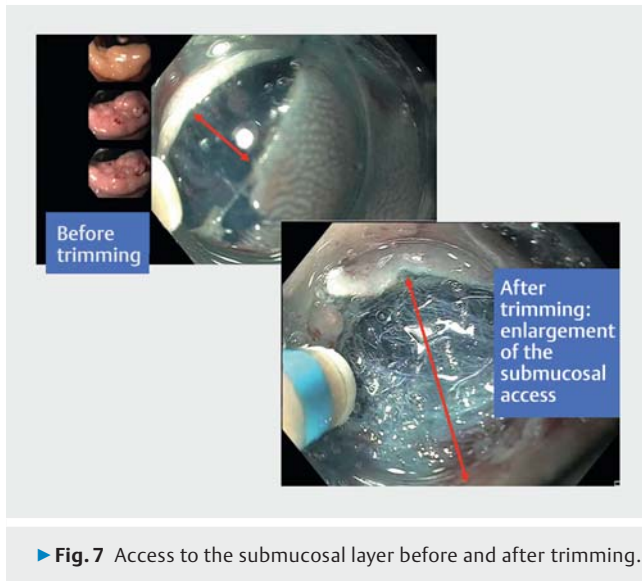 Before
trimming
After
trimming:
enlargement
of the
submucosal
access
▶ Fig. 7 Access to the submucosal layer before and after trimming.